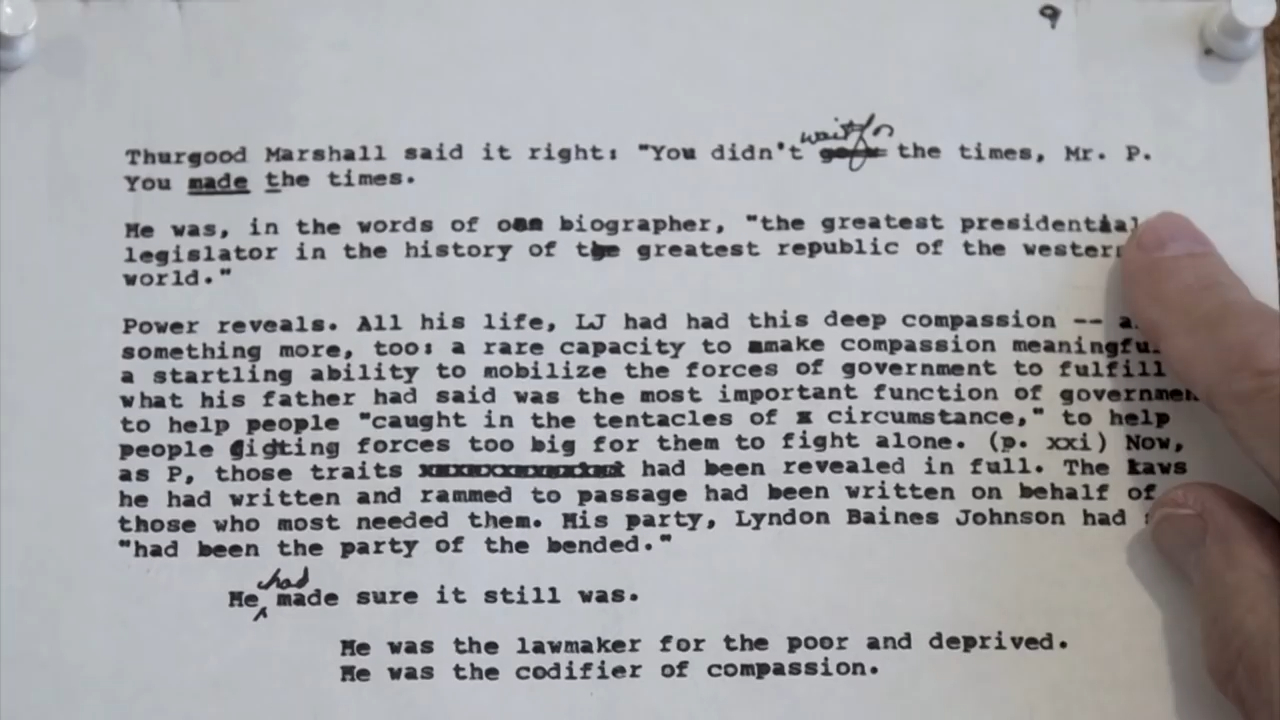 9
wait for
Thurgood Marshall said it right: "You didn't the times, Mr. P.
You made the times.
He was, in the words of one biographer, "the greatest presidential
legislator in the history of the greatest republic of the western
world."
Power reveals. All his life, LJ had had this deep compassion --
something more, too: a rare capacity to make compassion meaningful
a startling ability to mobilize the forces of government to fulfill
what his father had said was the most important function of governmen
to help people "caught in the tentacles of x circumstance," to help
people figting forces too big for them to fight alone. (p. xxi) Now,
as P, those traits had been revealed in full. The Laws
he had written and rammed to passage had been written on behalf of
those who most needed them. His party, Lyndon Baines Johnson had
"had been the party of the bended."
had
He made sure it still was.
He was the lawmaker for the poor and deprived.
He was the codifier of compassion.